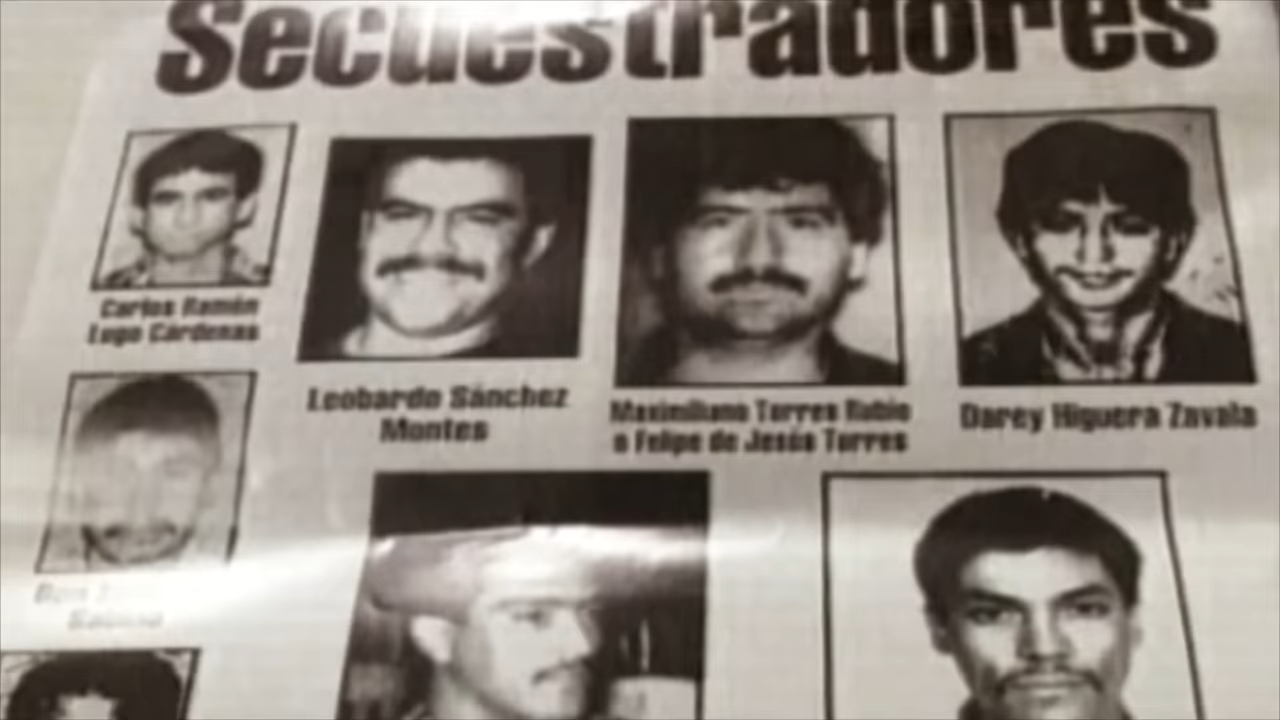 Secuestradores
Carlos Ramón
Lugo Cárdenas
Leobardo Sánchez
Montes
Maximiliano Torres Rubio
o Felipe de Jesús Torres
Darey Higuera Zavala